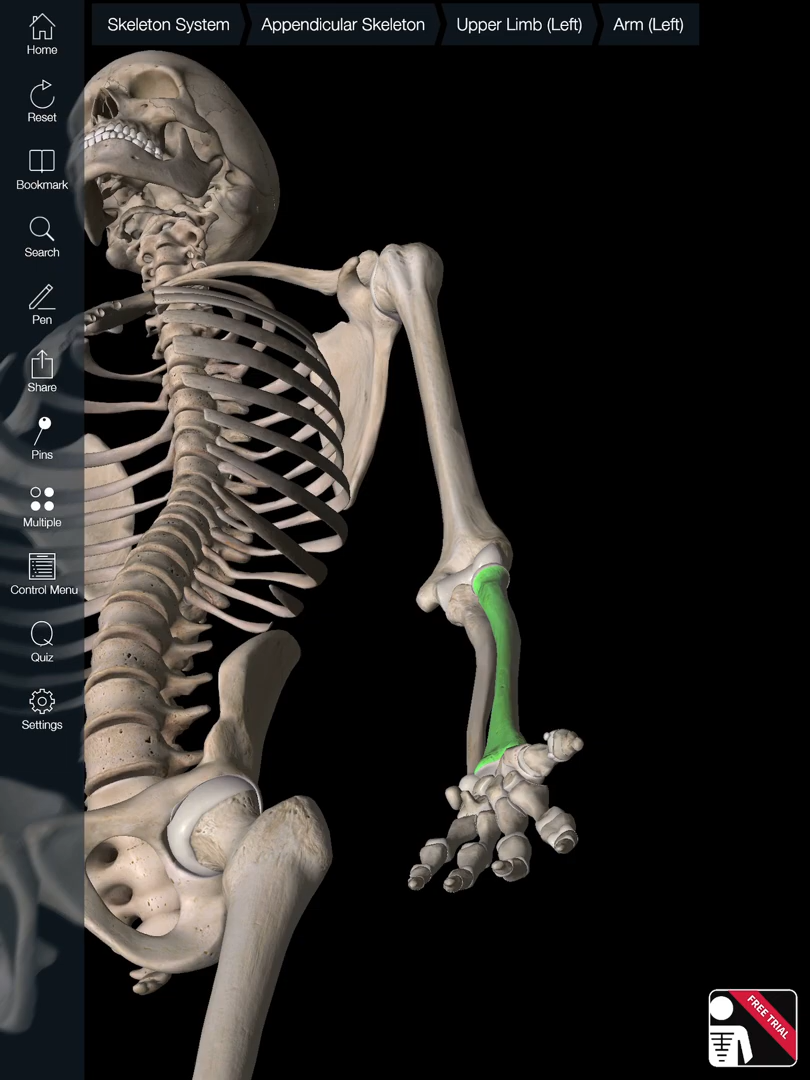 Skeleton System
Appendicular Skeleton
Upper Limb (Left)
Arm (Left)
Home
Reset
Bookmark
Search
Pen
Share
Pins
Multiple
Control Menu
Quiz
Settings
FREE TRIAL